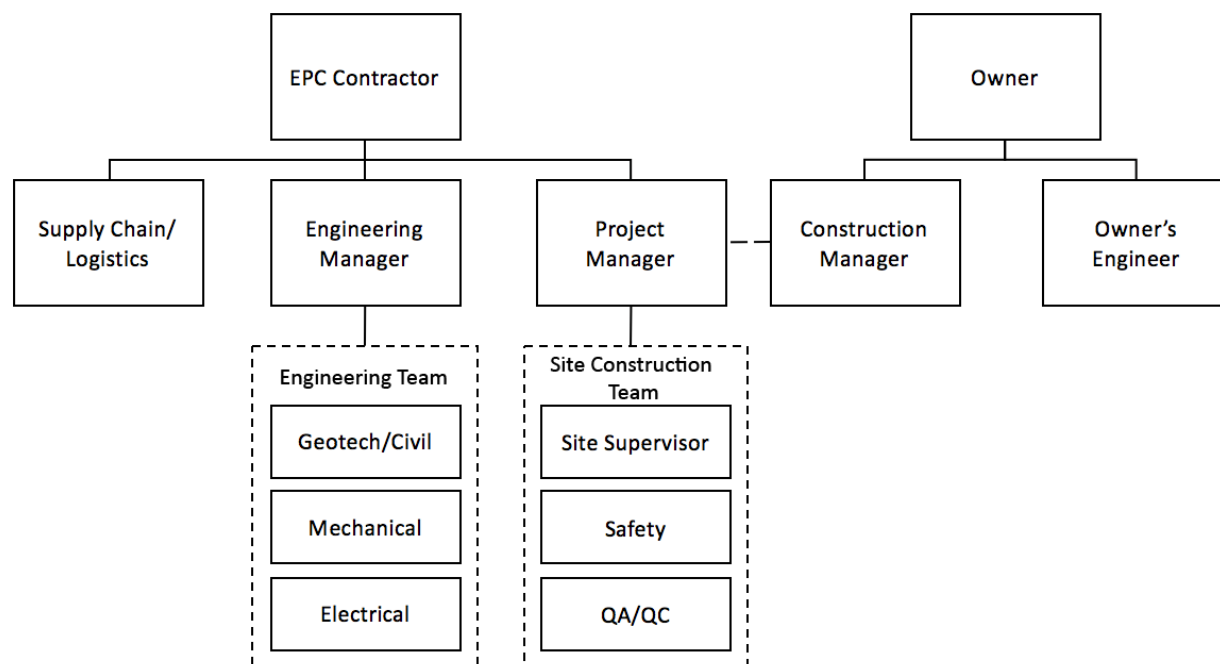 EPC Contractor
Owner
Supply Chain/
Logistics
Engineering
Manager
Project
Manager
Construction
Manager
Owner’s
Engineer
Engineering Team
Geotech/Civil
Mechanical
Electrical
Site Construction
Team
Site Supervisor
Safety
QA/QC